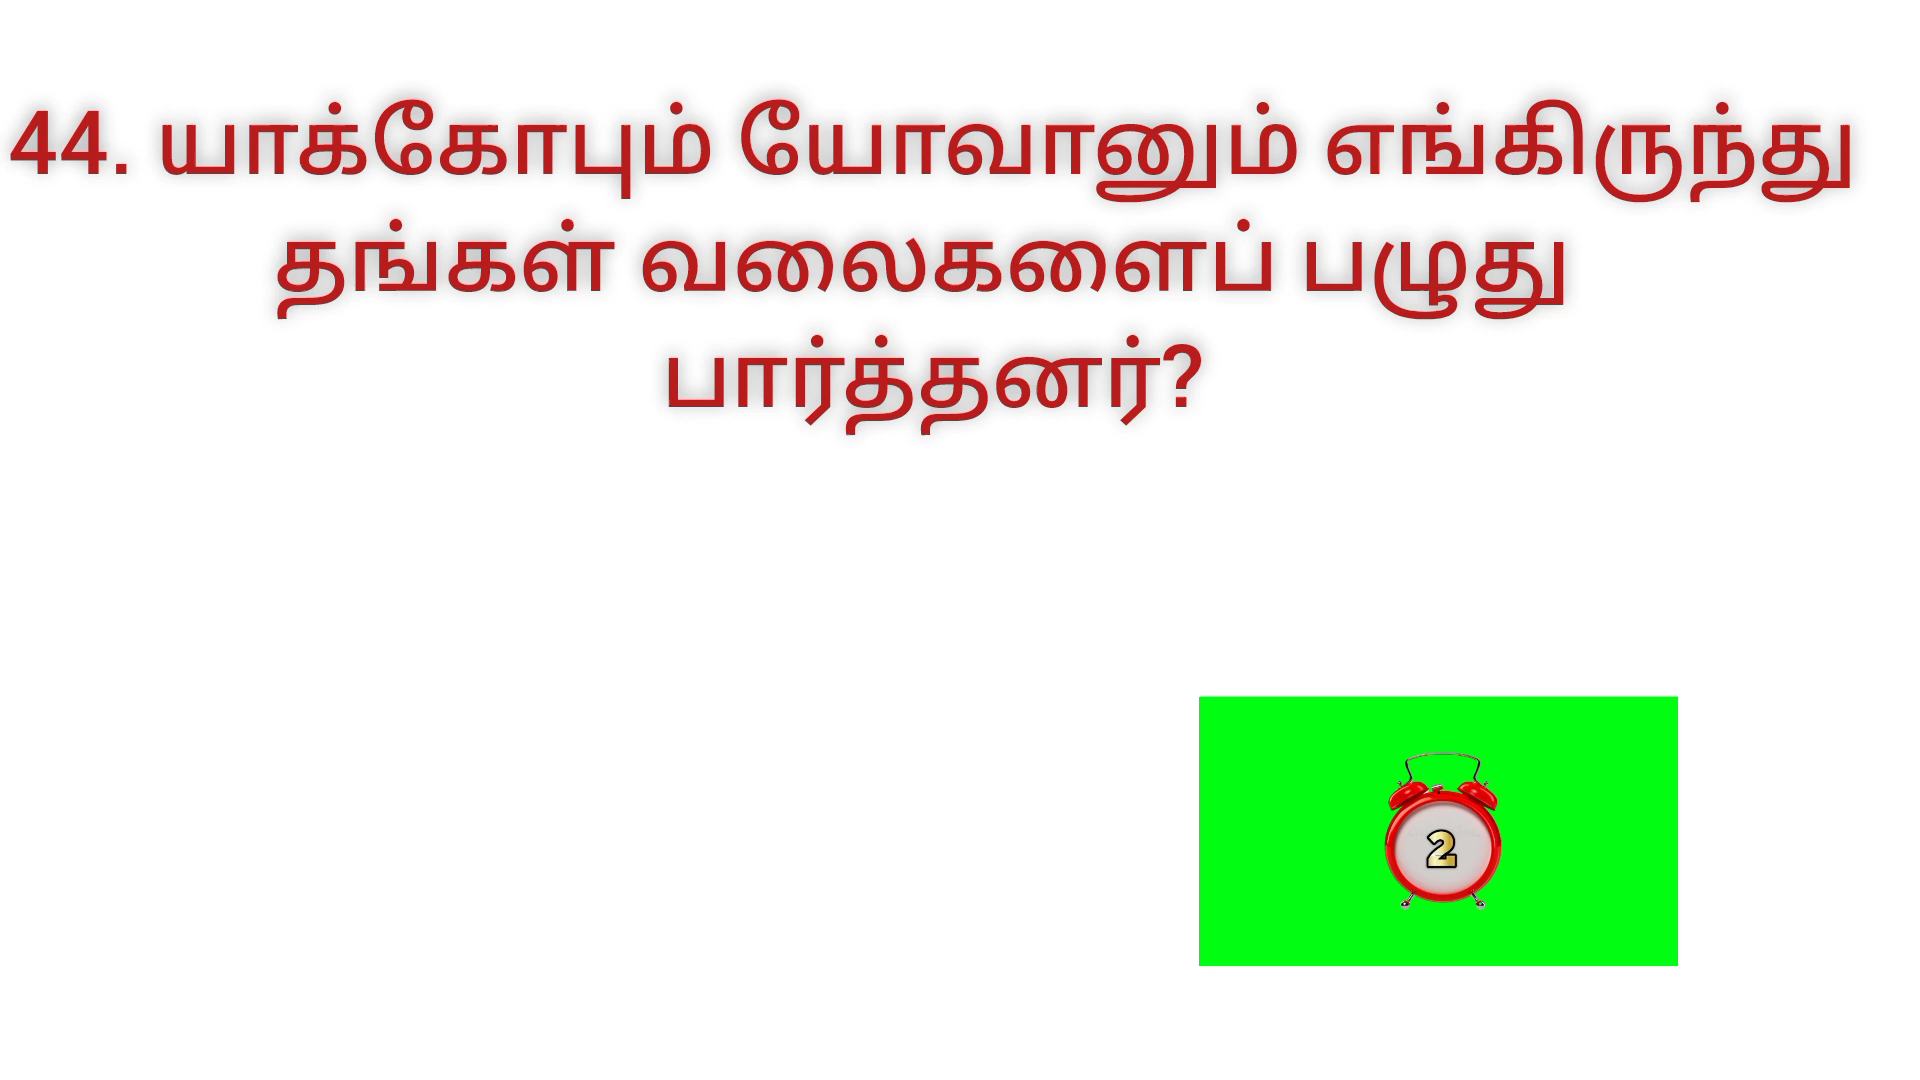 44. யாக்கோபும் யோவானும் எங்கிருந்து
தங்கள் வலைகளைப் பழுது
பார்த்தனர்?
2